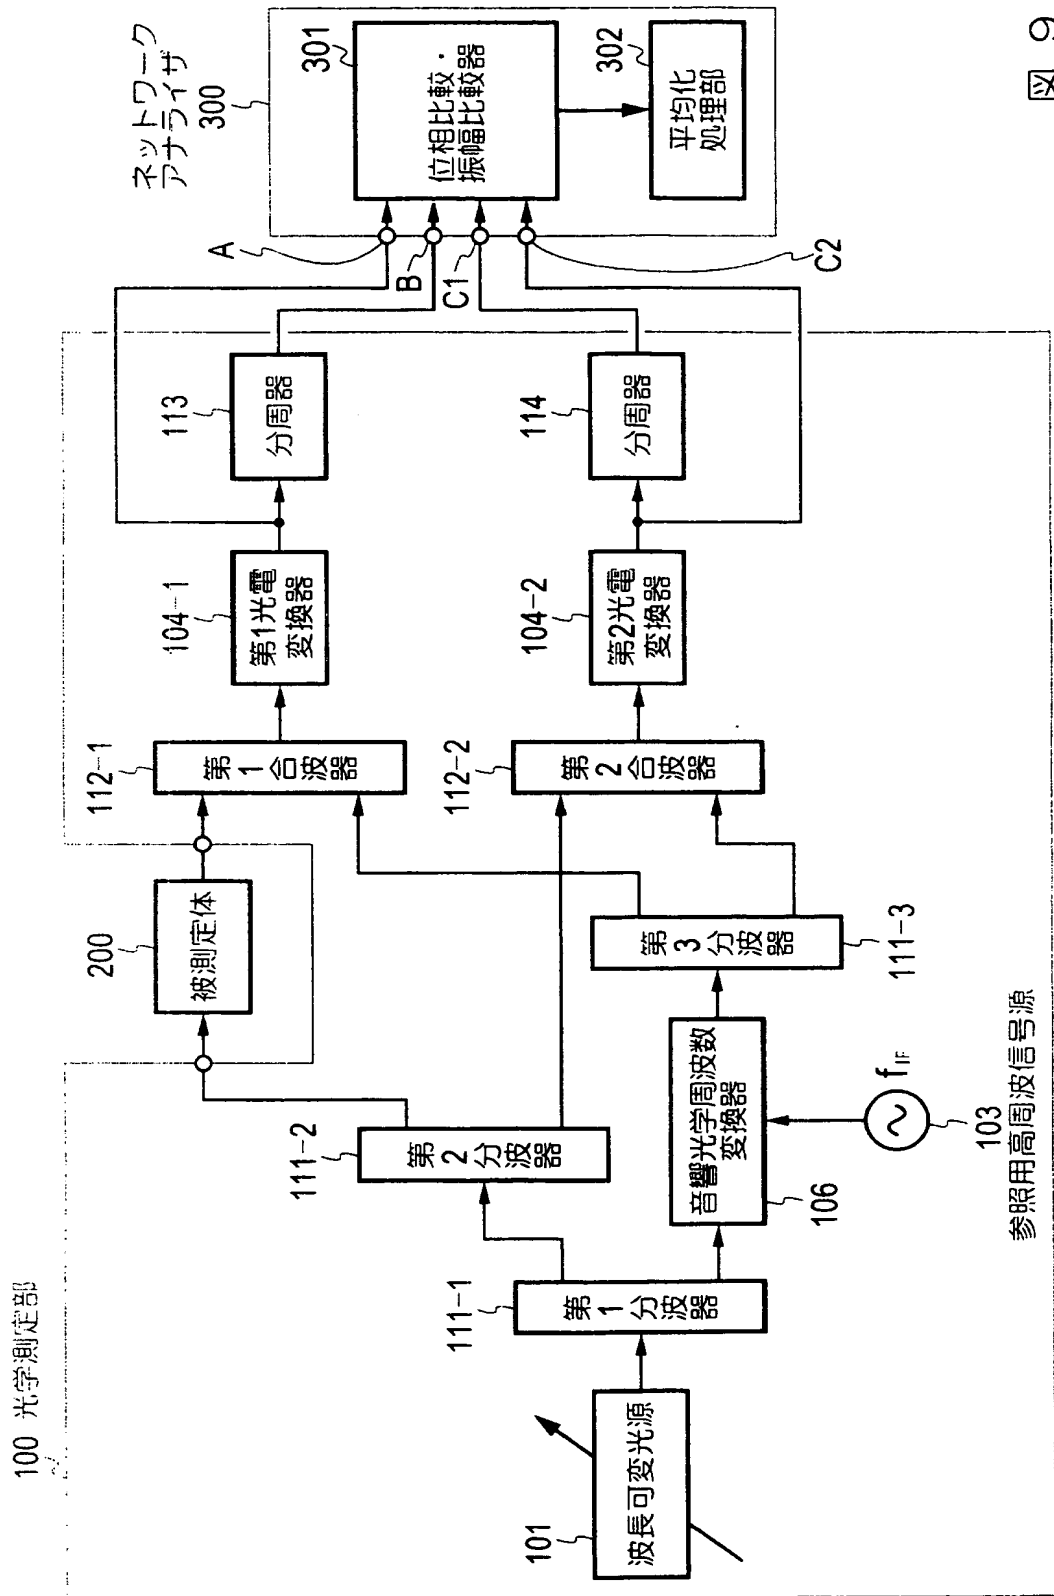 100 光学測定部
101
波長可変光源
111-1
第1分波器
111-2
第2分波器
106
音響光学周波数
変換器
103
fIF
参照用高周波信号源
111-3
第3分波器
200
被測定体
112-1
第1合波器
112-2
第2合波器
104-1
第1光電
変換器
104-2
第2光電
変換器
113
分周器
114
分周器
A
B
C1
C2
ネットワーク
アナライザ
300
301
位相比較・
振幅比較器
302
平均化
処理部
図 9